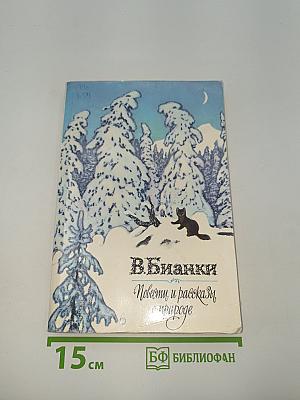 В. Бианки
Повести и рассказы
о природе
15 см
БФ БИБЛИОФАН